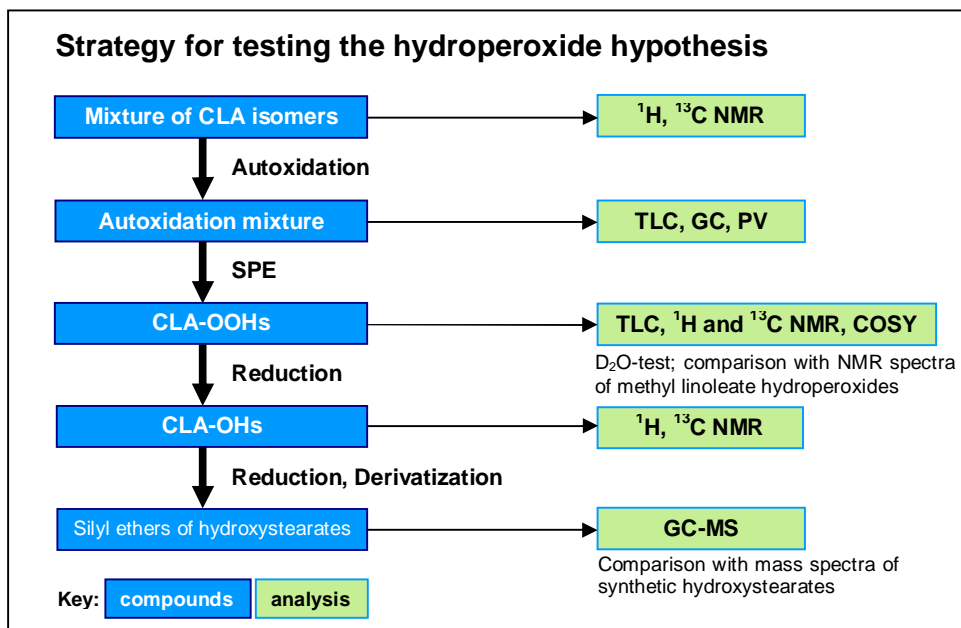 Strategy for testing the hydroperoxide hypothesis
Mixture of CLA isomers
¹H, ¹³C NMR
Autoxidation
Autoxidation mixture
TLC, GC, PV
SPE
CLA-OOHs
TLC, ¹H and ¹³C NMR, COSY
D₂O-test; comparison with NMR spectra
of methyl linoleate hydroperoxides
Reduction
CLA-OHs
¹H, ¹³C NMR
Reduction, Derivatization
Silyl ethers of hydroxystearates
GC-MS
Comparison with mass spectra of
synthetic hydroxystearates
Key: compounds analysis